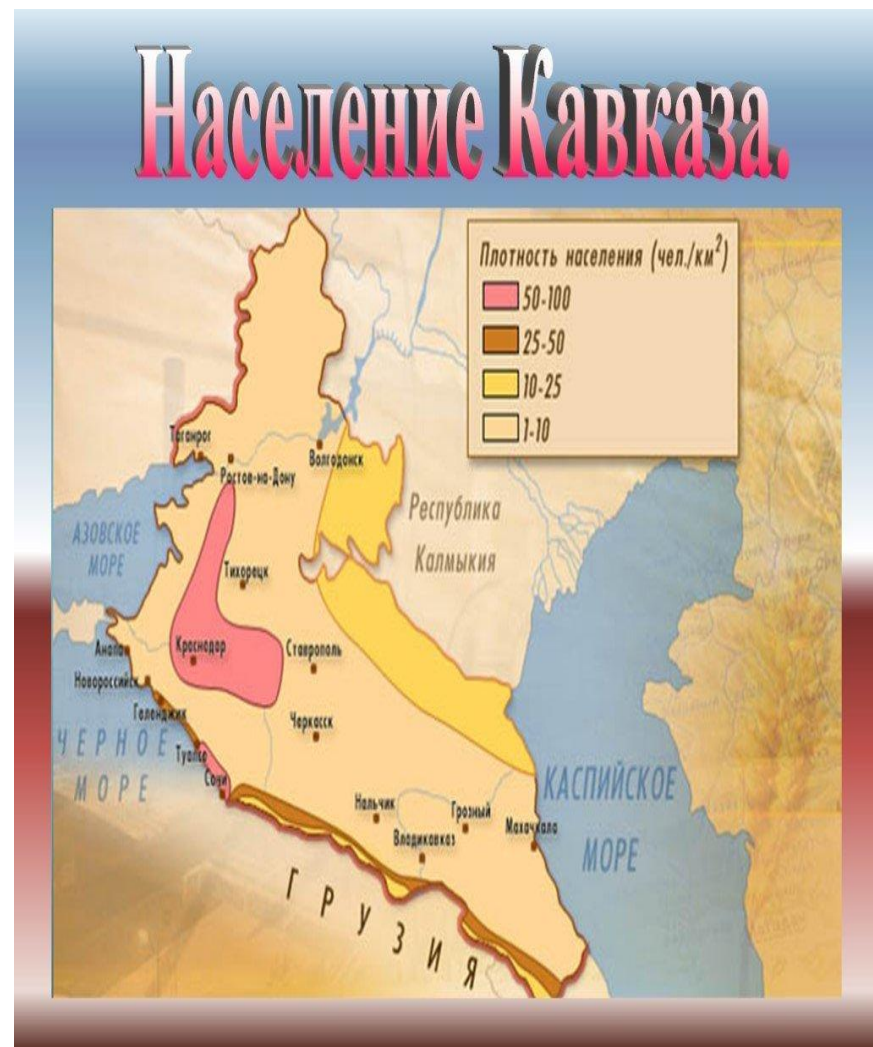 Население Кавказа.
Плотность населения (чел./км²)
50-100
25-50
10-25
1-10
Таганрог
Ростов-на-Дону
Волгодонск
Республика
Калмыкия
АЗОВСКОЕ
МОРЕ
Тихорецк
Анапа
Краснодар
Ставрополь
Новороссийск
Геленджик
Черкасск
ЧЕРНОЕ
МОРЕ
Туапсе
Сочи
КАСПИЙСКОЕ
МОРЕ
Нальчик
Грозный
Владикавказ
Махачкала
ГРУЗИЯ